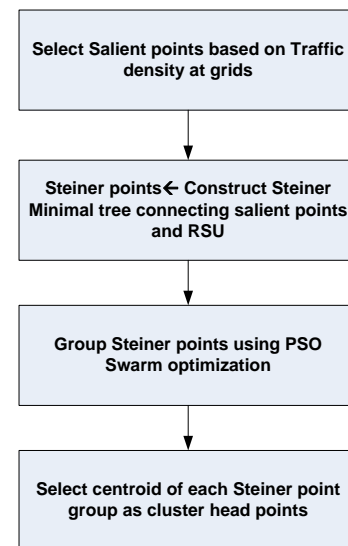 Select Salient points based on Traffic
density at grids
Steiner points← Construct Steiner
Minimal tree connecting salient points
and RSU
Group Steiner points using PSO
Swarm optimization
Select centroid of each Steiner point
group as cluster head points